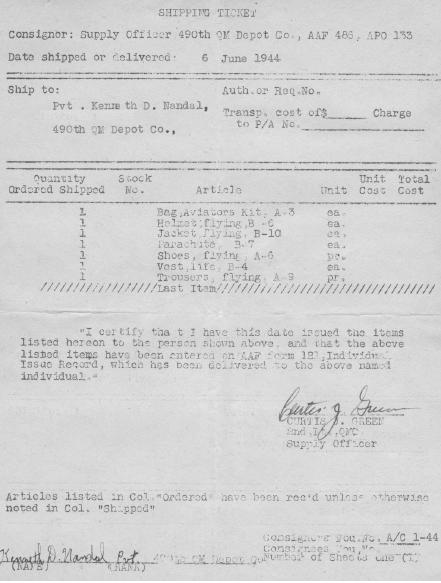 SHIPPING TICKET
Consigner: Supply Officer 490th QM Depot Co., AAF 486, APO 133
Date shipped or delivered: 6 June 1944
Ship to: Auth.or Req.No.
Pvt . Kenneth D. Nandal,
Transp. cost of$ Charge
to P/A No.
490th QM Depot Co.,
Quantity Stock Unit Total
Ordered Shipped No. Article Unit Cost Cost
1 Bag,Aviators Kit, A-3 ea.
1 Helmet,flying,B-6 ea.
1 Jacket,flying, B-10 ea.
1 Parachute, B-7 ea.
1 Shoes, flying, A-6 pr.
1 Vest,life, B-4 ea.
1 Trousers, flying, A-9 pr.
////////////////Last Item////////////////////////////
"I certify that I have this date issued the items
listed hereon to the person shown above, and that the above
listed items have been entered on AAF form 121,Individual
Issue Record, which has been delivered to the above named
individual."
Curtis J. Green
CURTIS J. GREEN
2nd,Lt.,QMC
Supply Officer
Articles listed in Col."Ordered" have been rec'd unless otherwise
noted in Col. "Shipped"
Consigners Vou.No. A/C 1-44
Consignees Vou.No.
Kenneth D. Nandal Pvt. 490th QM Depot Co Number of Sheets One (1)
(NAME) (RANK)